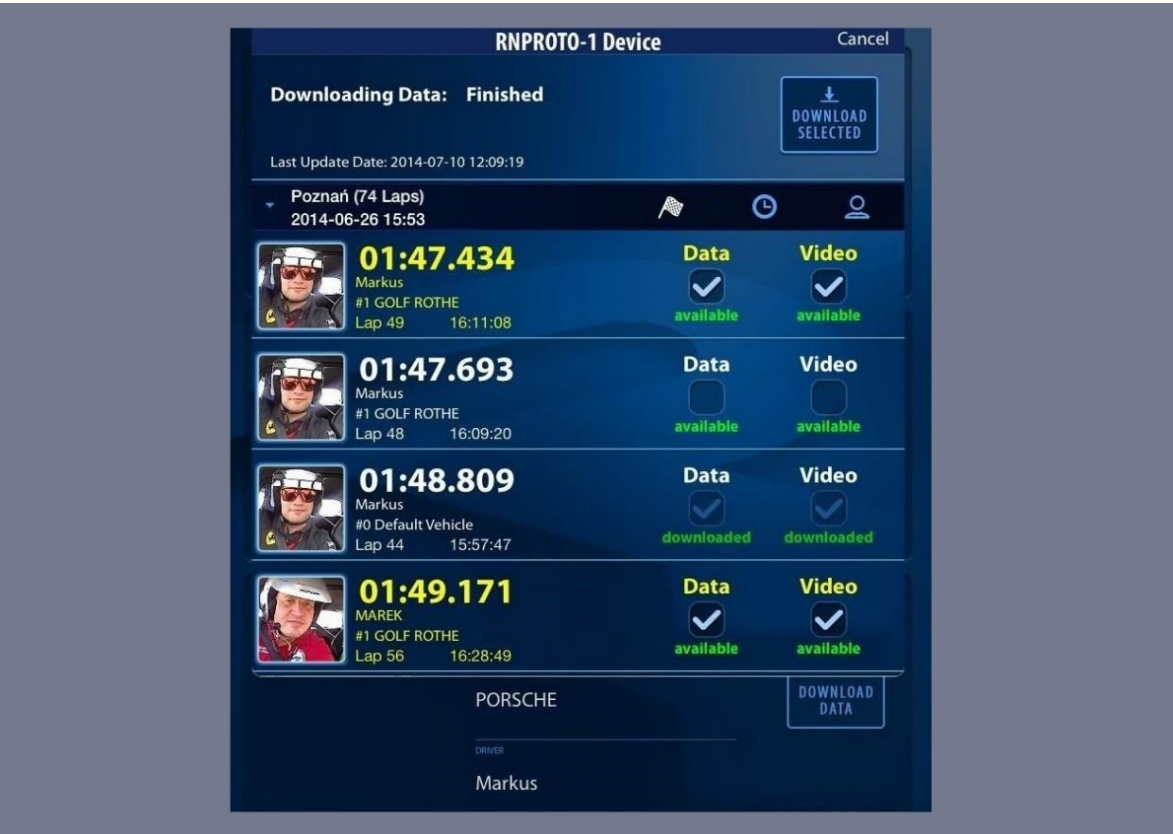 RNPROTO-1 Device
Cancel
Downloading Data: Finished
DOWNLOAD
SELECTED
Last Update Date: 2014-07-10 12:09:19
Poznań (74 Laps)
2014-06-26 15:53
01:47.434
Markus
#1 GOLF ROTHE
Lap 49 16:11:08
Data Video
available available
01:47.693
Markus
#1 GOLF ROTHE
Lap 48 16:09:20
Data Video
available available
01:48.809
Markus
#0 Default Vehicle
Lap 44 15:57:47
Data Video
downloaded downloaded
01:49.171
MAREK
#1 GOLF ROTHE
Lap 56 16:28:49
Data Video
available available
PORSCHE
DOWNLOAD
DATA
DRIVER
Markus